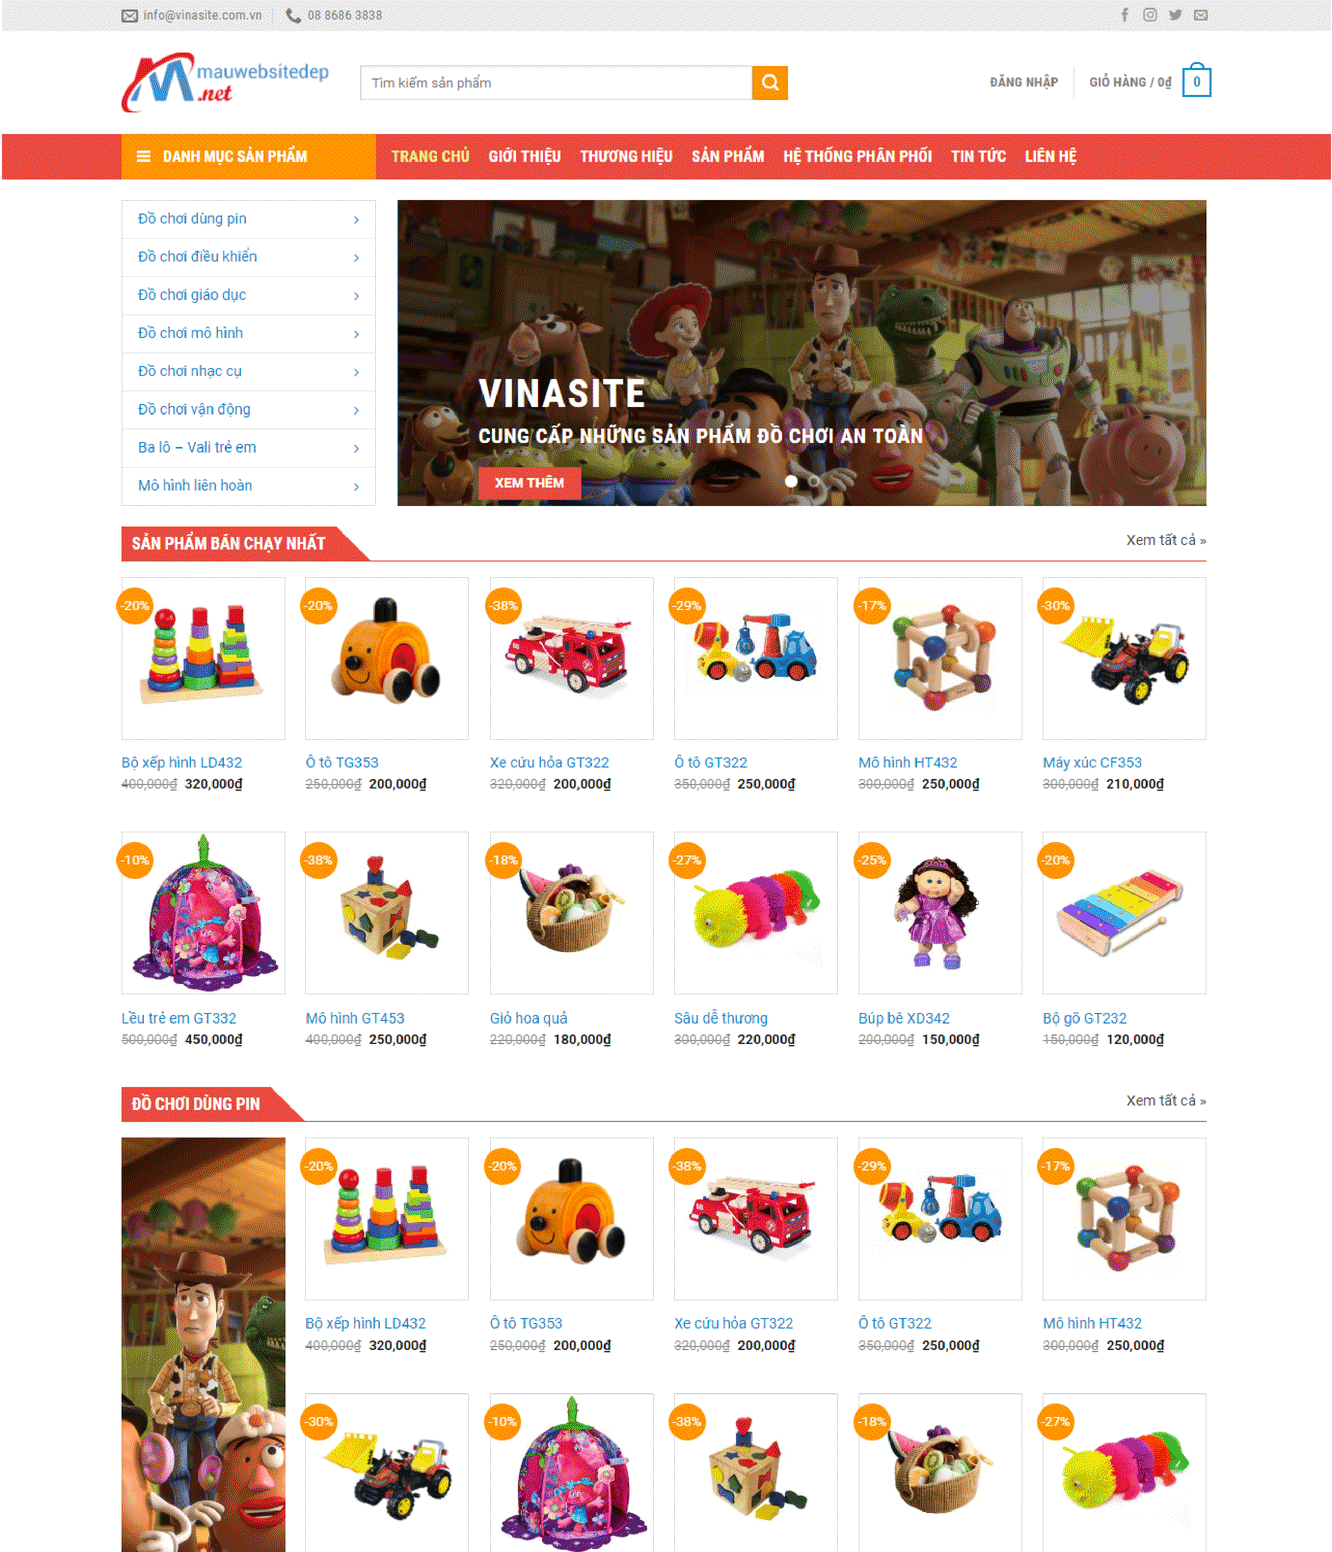 info@vinasite.com.vn 08 8686 3838
mauwebsitedep
.net
Tìm kiếm sản phẩm
ĐĂNG NHẬP GIỎ HÀNG / 0₫ 0
DANH MỤC SẢN PHẨM TRANG CHỦ GIỚI THIỆU THƯƠNG HIỆU SẢN PHẨM HỆ THỐNG PHÂN PHỐI TIN TỨC LIÊN HỆ
Đồ chơi dùng pin
Đồ chơi điều khiển
Đồ chơi giáo dục
Đồ chơi mô hình
Đồ chơi nhạc cụ
Đồ chơi vận động
Ba lô – Vali trẻ em
Mô hình liên hoàn
VINASITE
CUNG CẤP NHỮNG SẢN PHẨM ĐỒ CHƠI AN TOÀN
XEM THÊM
SẢN PHẨM BÁN CHẠY NHẤT Xem tất cả »
-20% -20% -38% -29% -17% -30%
Bộ xếp hình LD432 Ô tô TG353 Xe cứu hỏa GT322 Ô tô GT322 Mô hình HT432 Máy xúc CF353
400,000₫ 320,000₫ 250,000₫ 200,000₫ 320,000₫ 200,000₫ 350,000₫ 250,000₫ 300,000₫ 250,000₫ 300,000₫ 210,000₫
-10% -38% -18% -27% -25% -20%
Lều trẻ em GT332 Mô hình GT453 Giỏ hoa quả Sâu dễ thương Búp bê XD342 Bộ gõ GT232
500,000₫ 450,000₫ 400,000₫ 250,000₫ 220,000₫ 180,000₫ 300,000₫ 220,000₫ 200,000₫ 150,000₫ 150,000₫ 120,000₫
ĐỒ CHƠI DÙNG PIN Xem tất cả »
-20% -20% -38% -29% -17%
Bộ xếp hình LD432 Ô tô TG353 Xe cứu hỏa GT322 Ô tô GT322 Mô hình HT432
400,000₫ 320,000₫ 250,000₫ 200,000₫ 320,000₫ 200,000₫ 350,000₫ 250,000₫ 300,000₫ 250,000₫
-30% -10% -38% -18% -27%